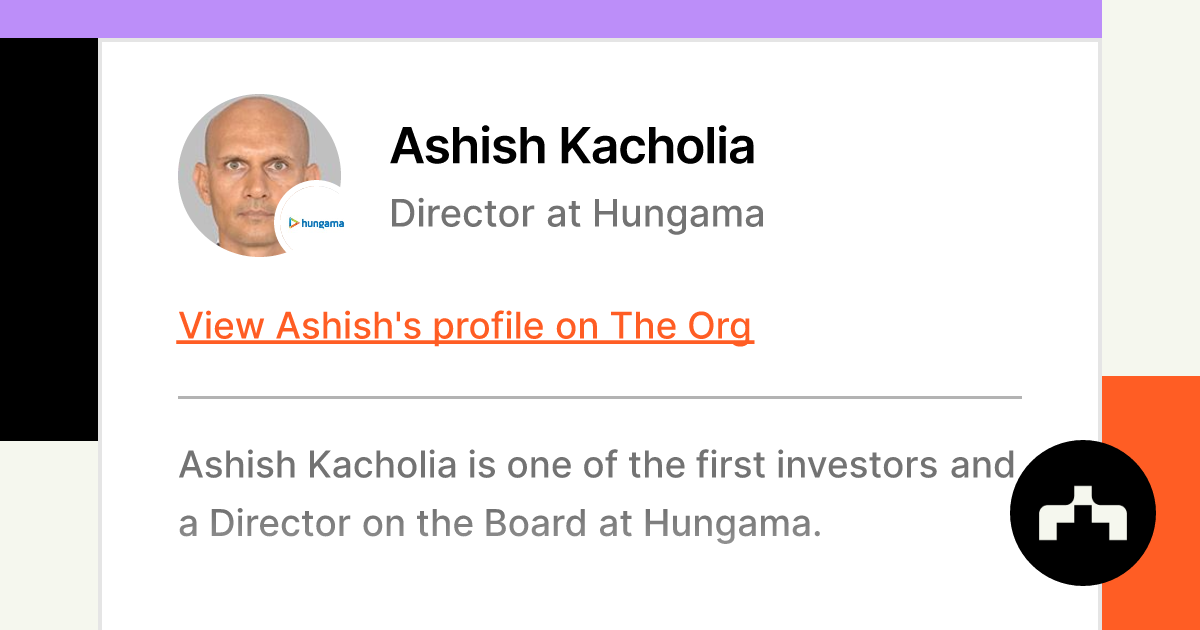 Ashish Kacholia
Director at Hungama
hungama
View Ashish's profile on The Org
Ashish Kacholia is one of the first investors and
a Director on the Board at Hungama.